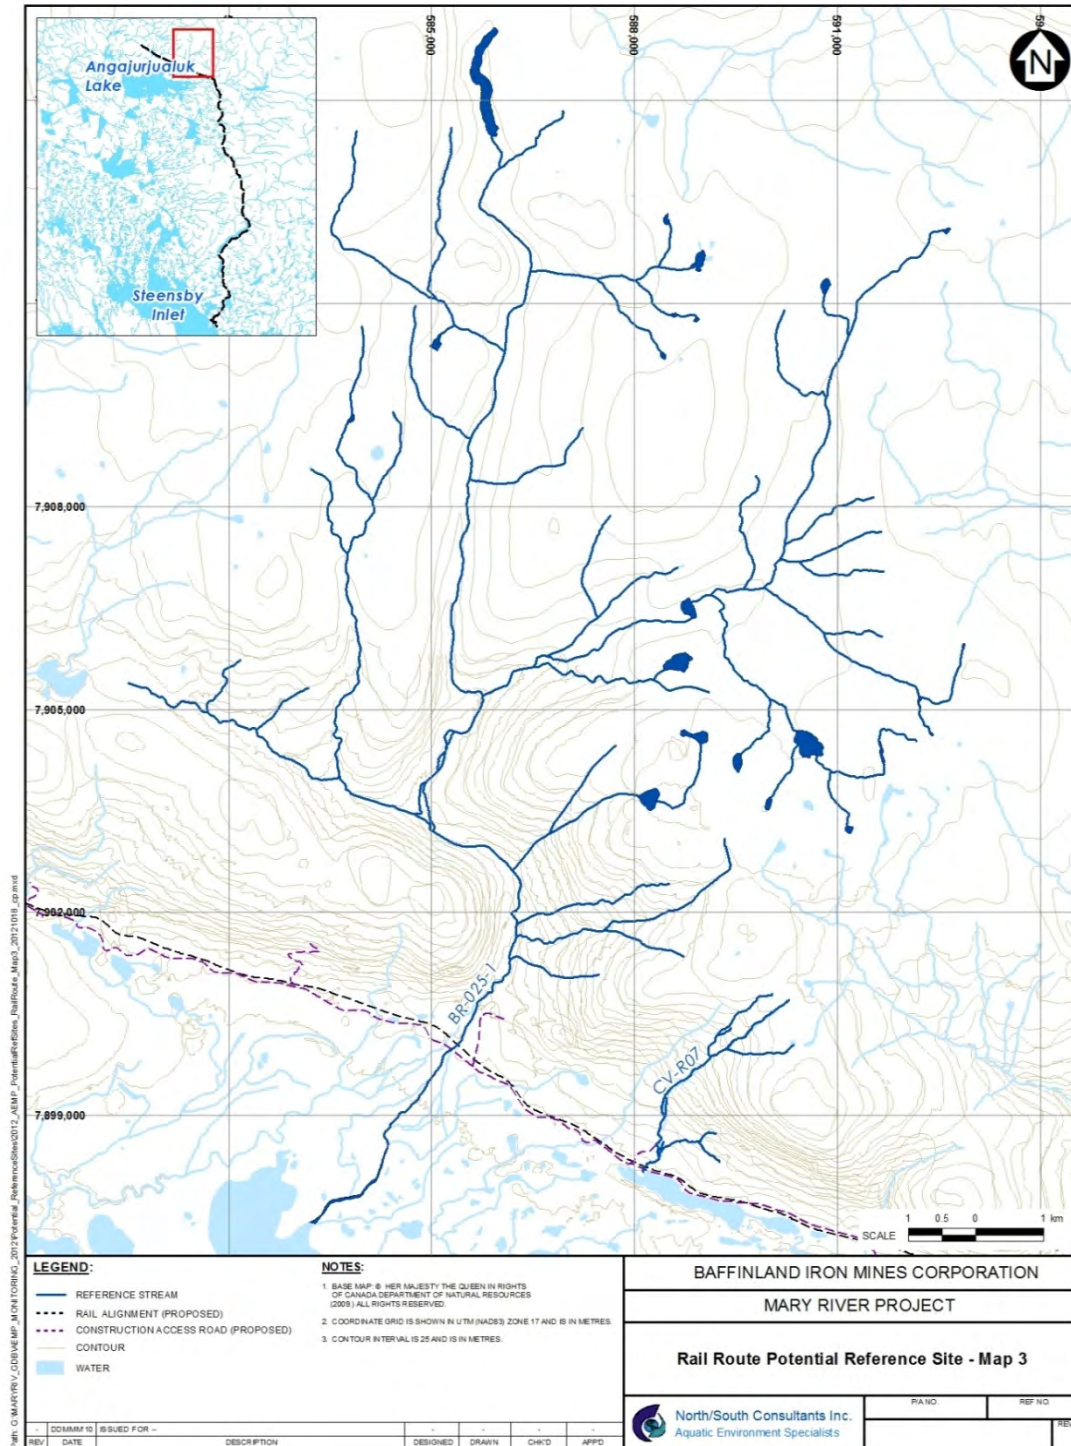 Angajurjualuk
Lake
Steensby
Inlet
585,000
588,000
591,000
N
7,908,000
7,905,000
7,902,000
7,899,000
BR-025-1
CV-R07
SCALE
1 0.5 0 1 km
LEGEND:
REFERENCE STREAM
RAIL ALIGNMENT (PROPOSED)
CONSTRUCTION ACCESS ROAD (PROPOSED)
CONTOUR
WATER
NOTES:
1. BASE MAP: © HER MAJESTY THE QUEEN IN RIGHTS
OF CANADA DEPARTMENT OF NATURAL RESOURCES
(2009) ALL RIGHTS RESERVED.
2. COORDINATE GRID IS SHOWN IN UTM (NAD83) ZONE 17 AND IS IN METRES.
3. CONTOUR INTERVAL IS 25 AND IS IN METRES.
BAFFINLAND IRON MINES CORPORATION
MARY RIVER PROJECT
Rail Route Potential Reference Site - Map 3
North/South Consultants Inc.
Aquatic Environment Specialists
P/A NO.
REF NO.
REV
- DDMMM'10 ISSUED FOR -- - - - -
REV DATE DESCRIPTION DESIGNED DRAWN CHK'D APP'D